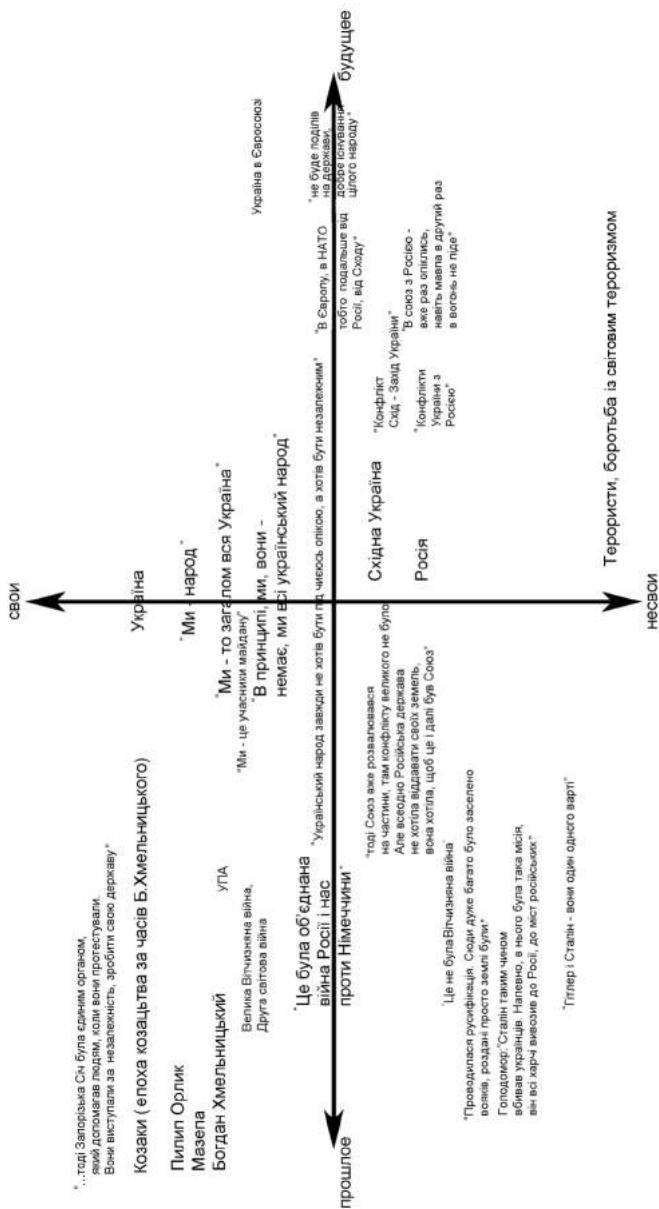 свои
"...тоді Запорізька Січ була єдиним органом,
який допомагав людям, коли вони протестували.
Вони виступали за незалежність, зробити свою державу"
Козаки ( епоха козацтва за часів Б.Хмельницького)
Україна
Пилип Орлик
"Ми - народ"
Мазепа
Богдан Хмельницький
УПА
"Ми - то загалом вся Україна"
"Ми - це учасники майдану"
Велика Вітчизняна війна,
Друга світова війна
"В принципі, ми, вони -
немає, ми всі український народ"
Україна в Євросоюзі
"Це була об'єднана
війна Росії і нас
проти Німеччини"
"Український народ завжди не хотів бути під чиєюсь опікою, а хотів бути незалежним"
"В Європу, в НАТО
тобто подальше від
Росії, від Сходу"
"не буде поділів
на держави,
добре існування
цілого народу"
прошлое
будущее
"тоді Союз вже розвалювався
на частини, там конфлікту великого не було
Але всеодно Російська держава
не хотіла віддавати своїх земель,
вона хотіла, щоб це і далі був Союз"
Східна Україна
Росія
"Конфлікт
Схід - Захід України"
"Конфлікти
України з
Росією"
"В союз з Росією -
вже раз опіклись,
навіть мавпа в другий раз
в вогонь не піде"
"Це не була Вітчизняна війна"
"Проводилася русифікація. Сюди дуже багато було заселено
вояків, роздані просто землі були."
Голодомор:"Сталін таким чином
вбивав українців. Напевно, в нього була така місія,
він всі харчі вивозив до Росії, до міст російських"
"Гітлер і Сталін - вони один одного варті"
Терористи, боротьба із світовим тероризмом
несвои